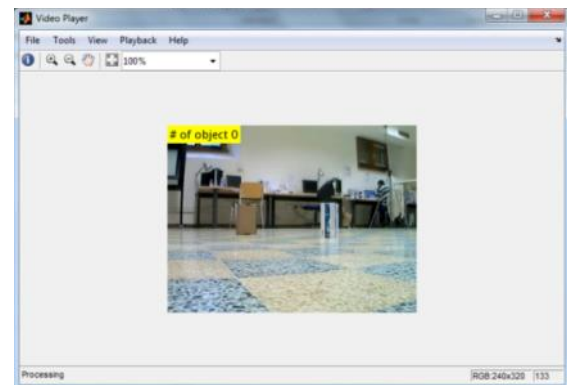 Video Player
File Tools View Playback Help
100%
# of object 0
Processing
RGB:240x320 133